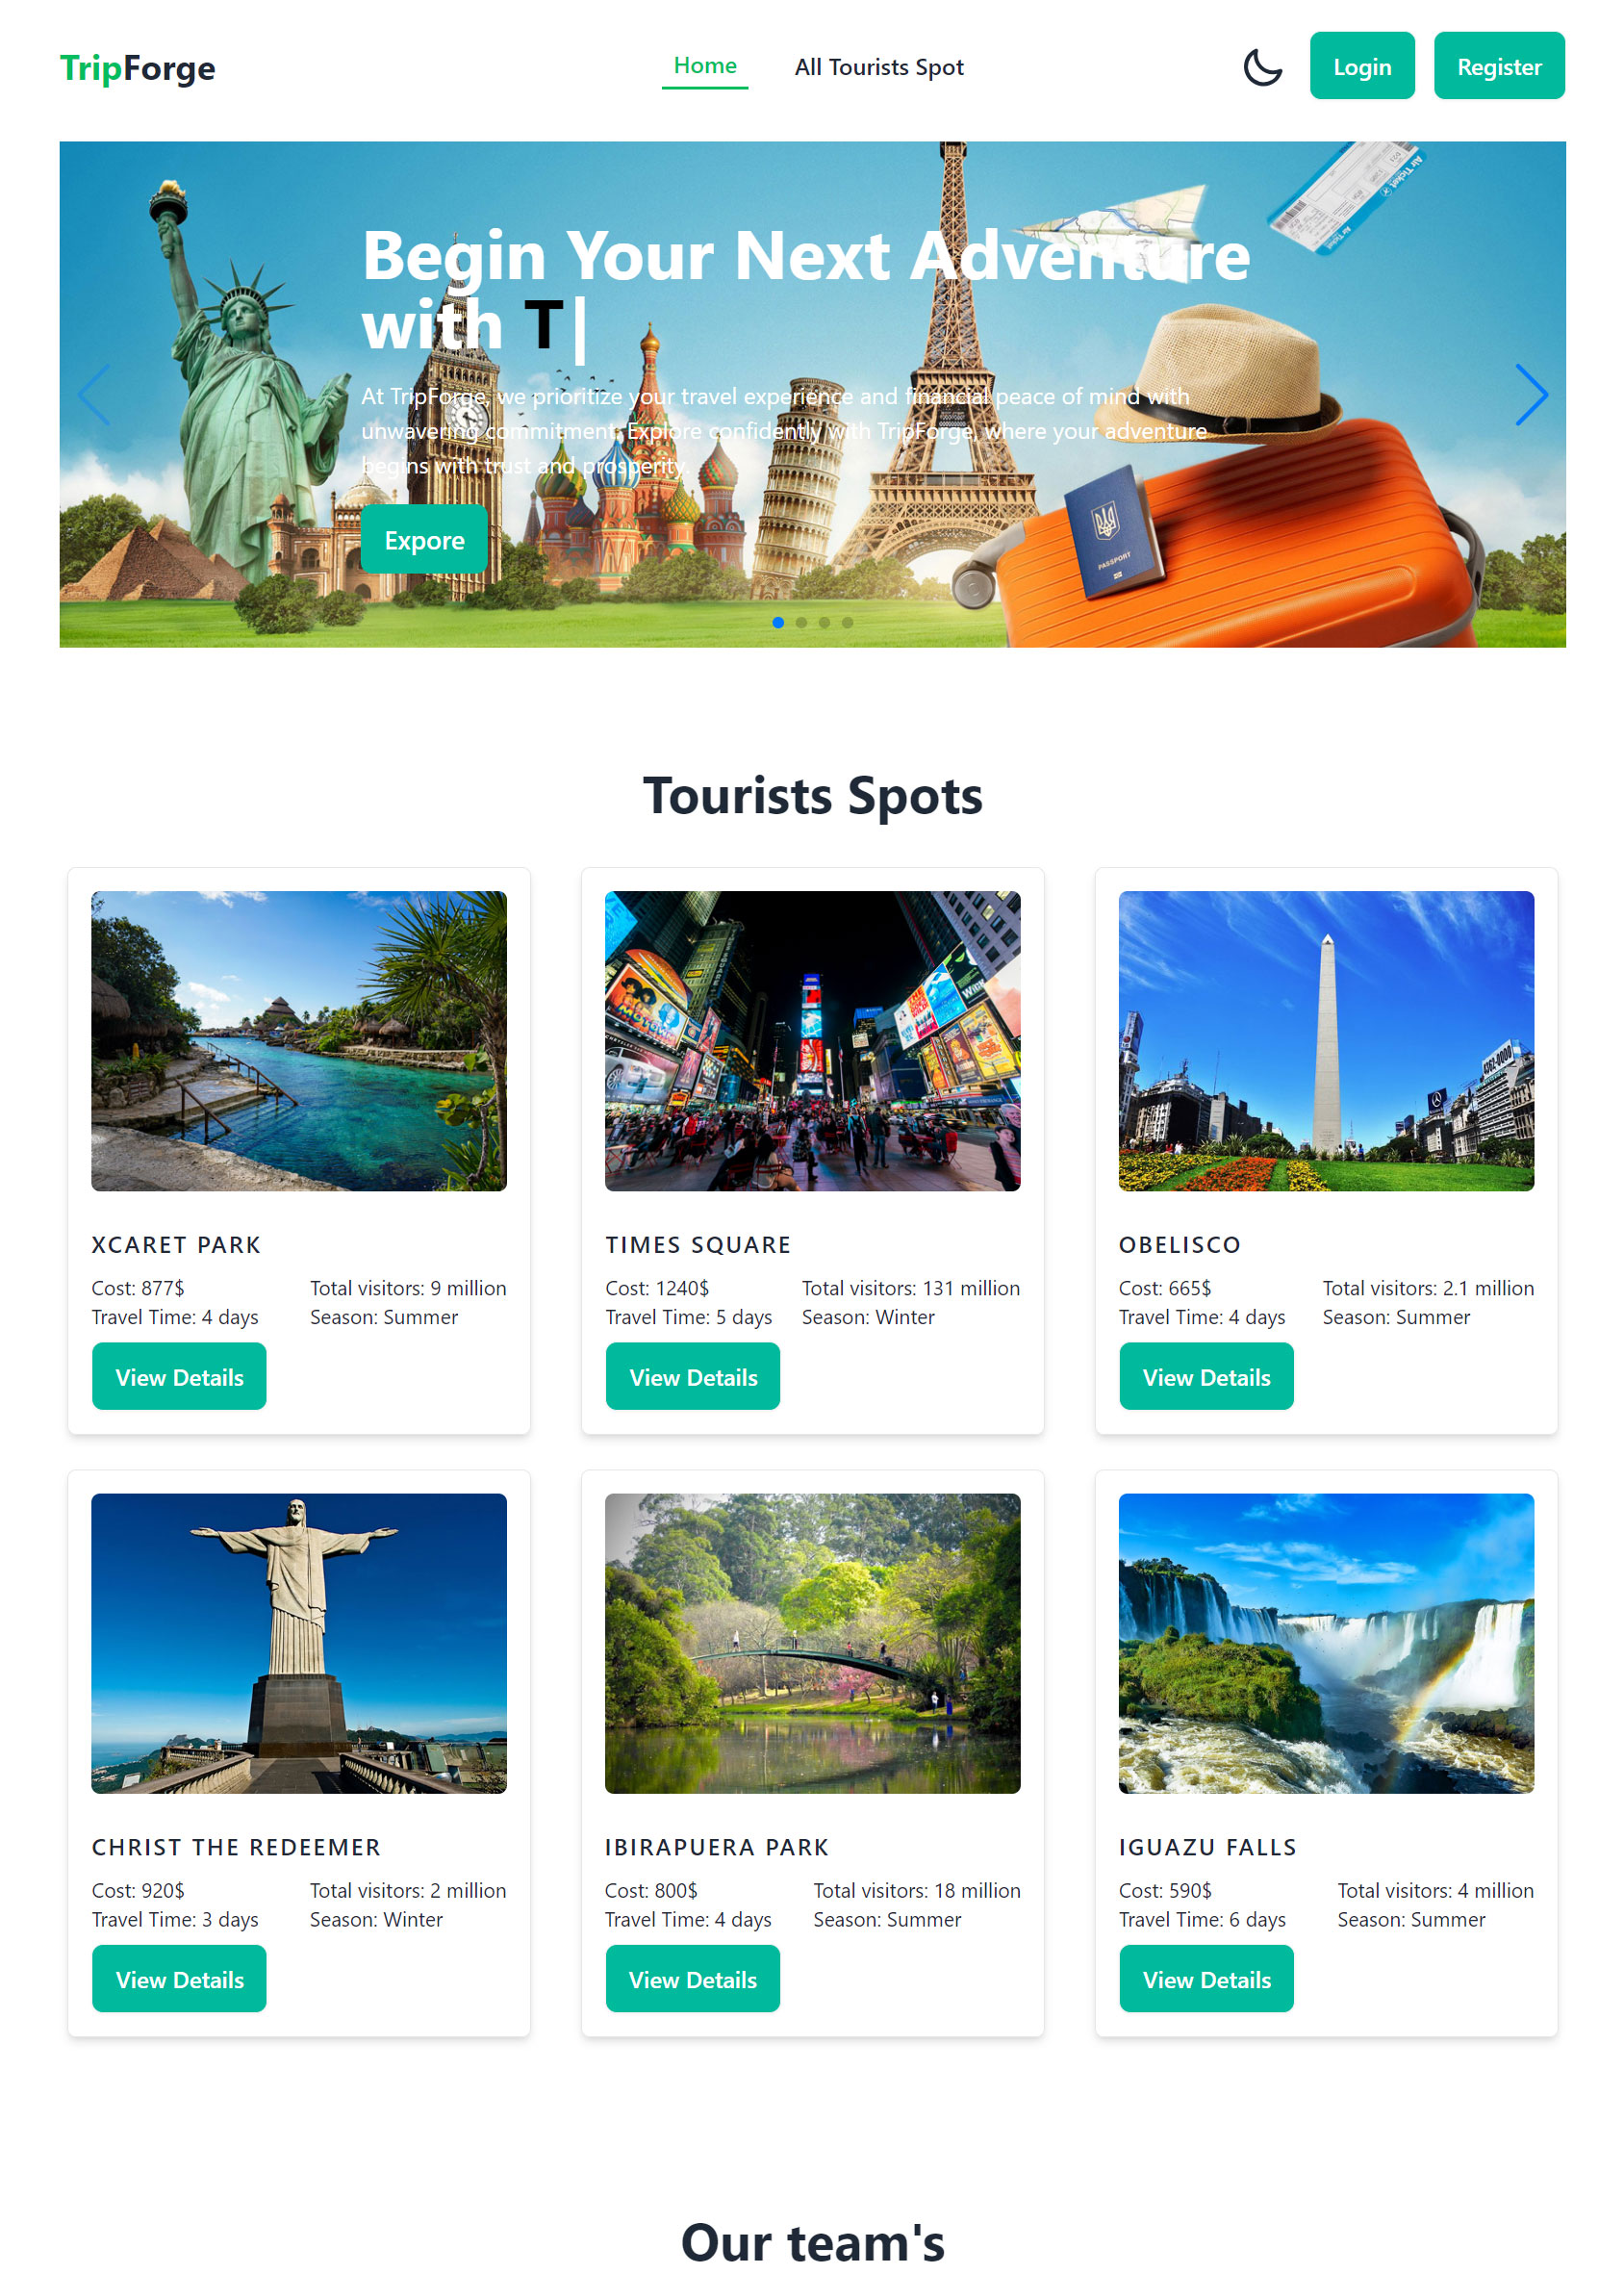 TripForge
Home
All Tourists Spot
Login
Register
Air Ticket
Air Ticket
Begin Your Next Adventure
with T|
At TripForge, we prioritize your travel experience and financial peace of mind with
unwavering commitment. Explore confidently with TripForge, where your adventure
begins with trust and prosperity.
PASSPORT
Expore
Tourists Spots
XCARET PARK
Cost: 877$
Total visitors: 9 million
Travel Time: 4 days
Season: Summer
View Details
MOTOWN
WICKED
TIMES SQUARE
Cost: 1240$
Total visitors: 131 million
Travel Time: 5 days
Season: Winter
View Details
OBELISCO
Cost: 665$
Total visitors: 2.1 million
Travel Time: 4 days
Season: Summer
View Details
CHRIST THE REDEEMER
Cost: 920$
Total visitors: 2 million
Travel Time: 3 days
Season: Winter
View Details
IBIRAPUERA PARK
Cost: 800$
Total visitors: 18 million
Travel Time: 4 days
Season: Summer
View Details
IGUAZU FALLS
Cost: 590$
Total visitors: 4 million
Travel Time: 6 days
Season: Summer
View Details
Our team's